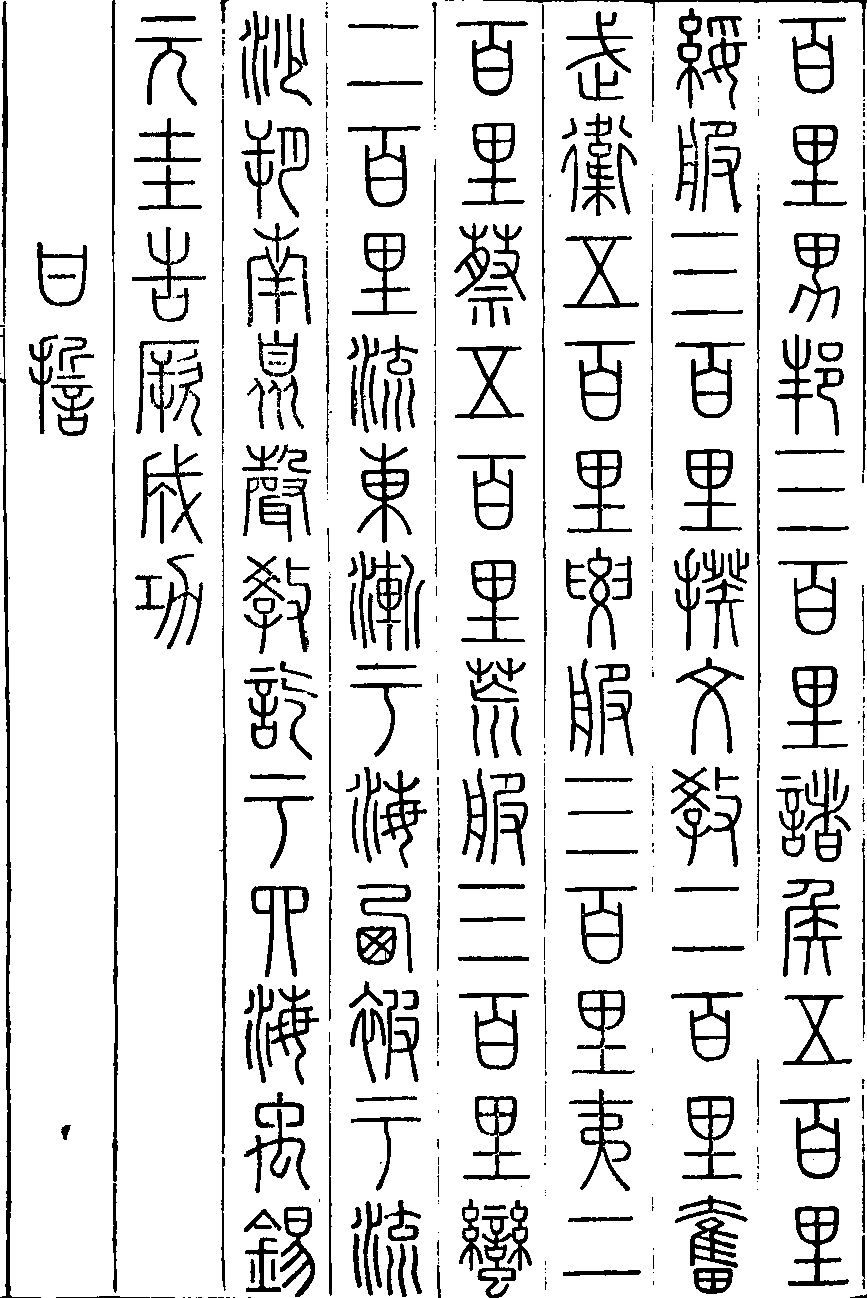 百里男邦三百里諸侯五百里
綏服三百里揆文教二百里奮
武衛五百里要服三百里夷二
百里蔡五百里荒服三百里蠻
二百里流東漸于海西被于流
沙朔南臮聲教訖于四海禹錫
元圭告厥成功
甘誓